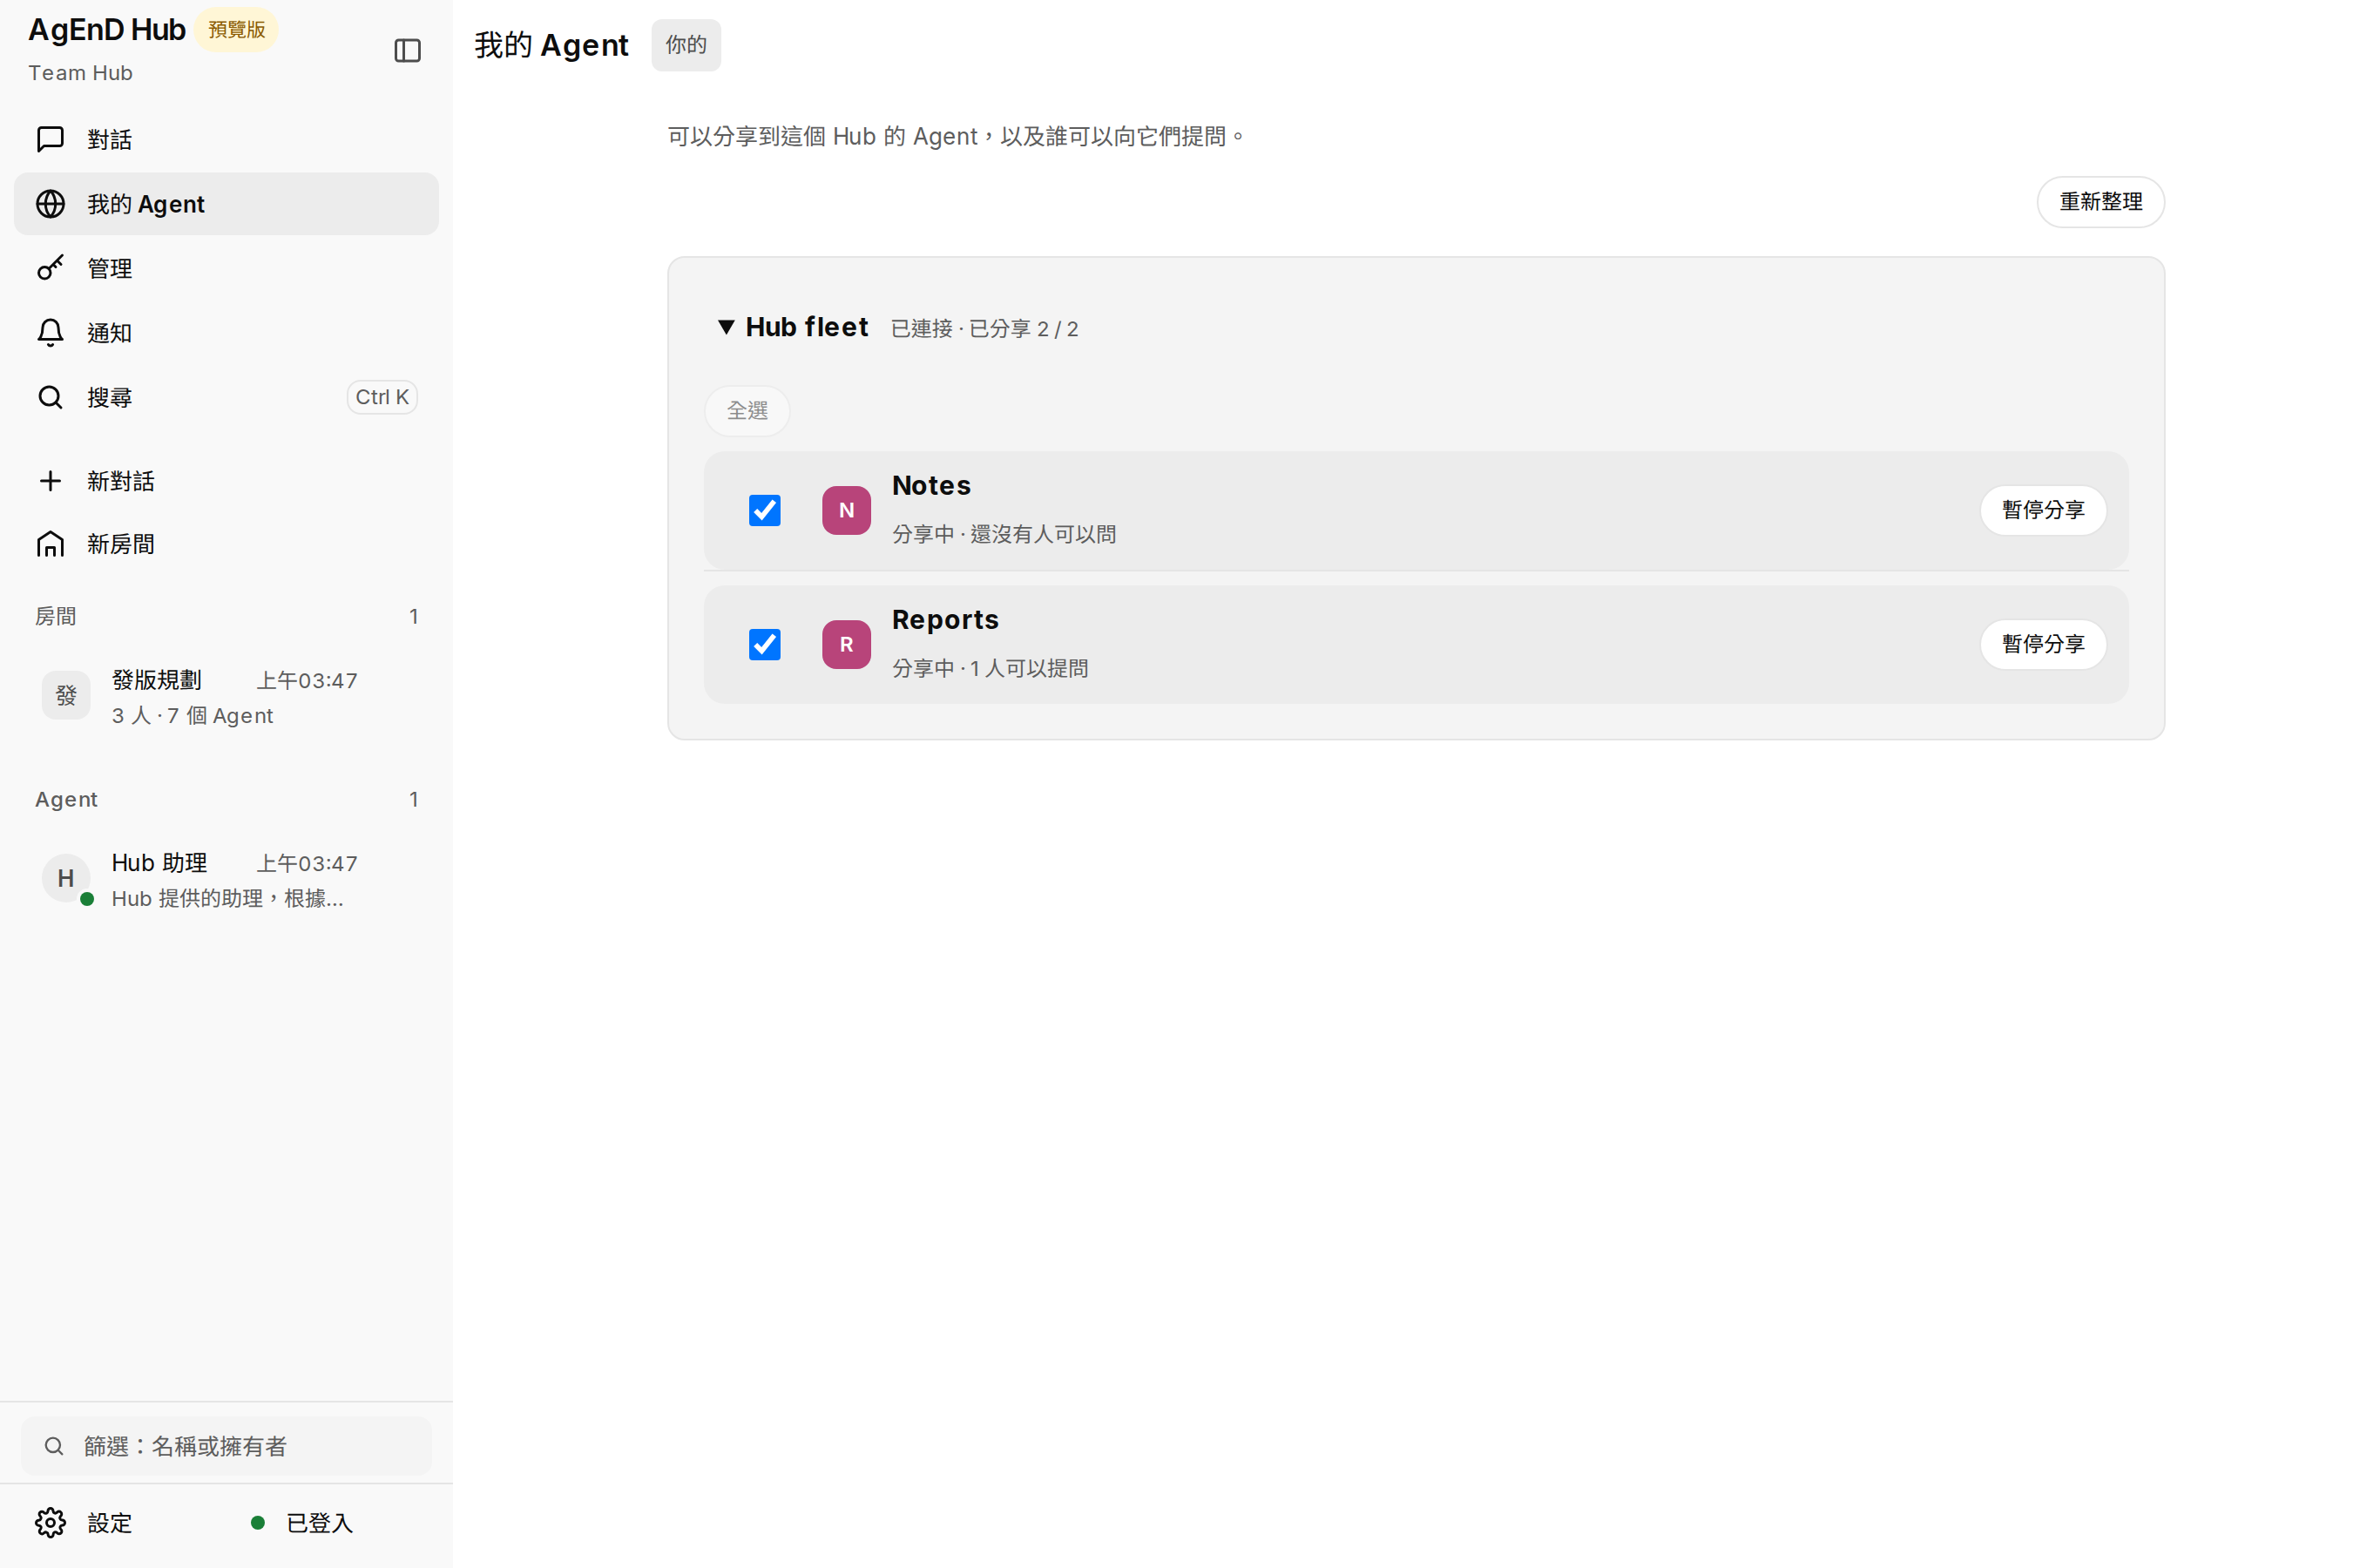 AgEnD Hub 預覽版
Team Hub
對話
我的 Agent
管理
通知
搜尋 Ctrl K
新對話
新房間
房間 1
發 發版規劃 上午03:47
3 人 · 7 個 Agent
Agent 1
H Hub 助理 上午03:47
Hub 提供的助理，根據...
篩選：名稱或擁有者
設定 已登入
我的 Agent 你的
可以分享到這個 Hub 的 Agent，以及誰可以向它們提問。
重新整理
Hub fleet 已連接 · 已分享 2 / 2
全選
N Notes
分享中 · 還沒有人可以問
暫停分享
R Reports
分享中 · 1 人可以提問
暫停分享